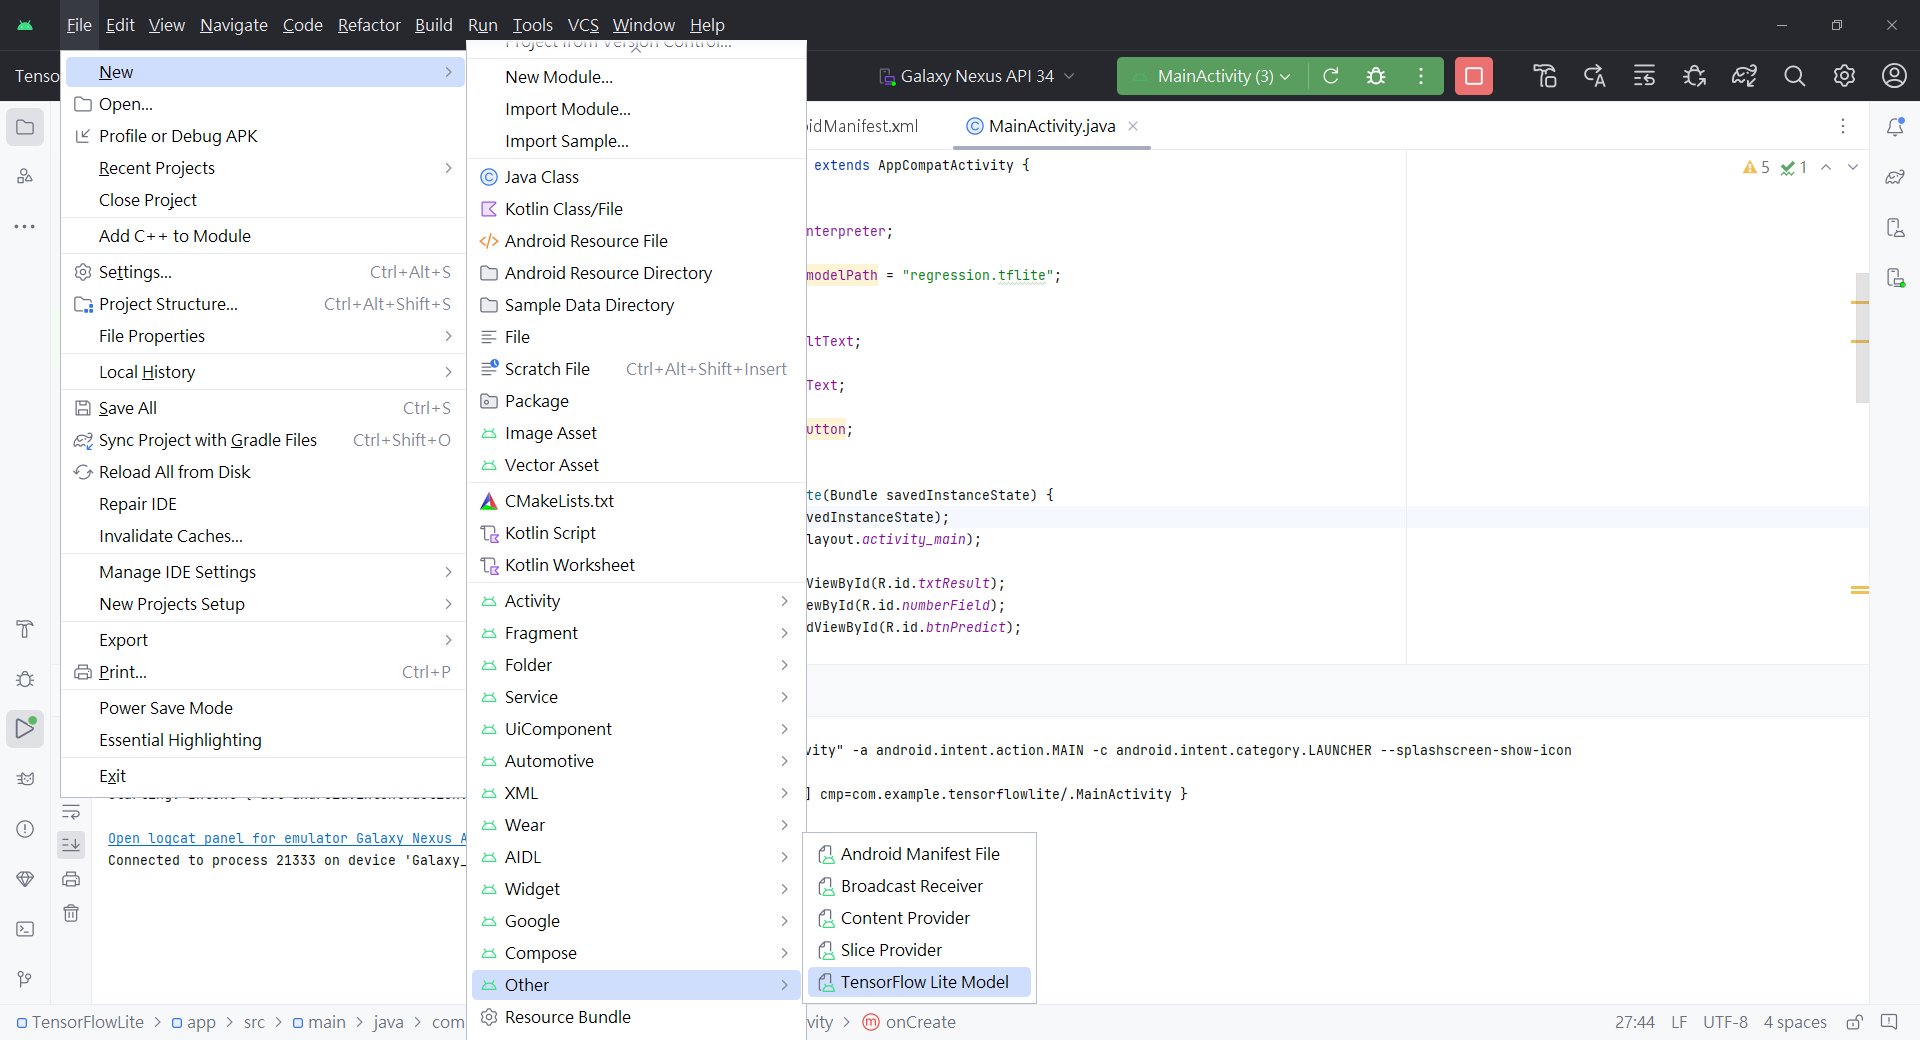 File Edit View Navigate Code Refactor Build Run Tools VCS Window Help
Tenso
Galaxy Nexus API 34
MainActivity (3)
New
Open...
Profile or Debug APK
Recent Projects
Close Project
Add C++ to Module
Settings... Ctrl+Alt+S
Project Structure... Ctrl+Alt+Shift+S
File Properties
Local History
Save All Ctrl+S
Sync Project with Gradle Files Ctrl+Shift+O
Reload All from Disk
Repair IDE
Invalidate Caches...
Manage IDE Settings
New Projects Setup
Export
Print... Ctrl+P
Power Save Mode
Essential Highlighting
Exit
Project from Version Control...
New Module...
Import Module...
Import Sample...
Java Class
Kotlin Class/File
Android Resource File
Android Resource Directory
Sample Data Directory
File
Scratch File Ctrl+Alt+Shift+Insert
Package
Image Asset
Vector Asset
CMakeLists.txt
Kotlin Script
Kotlin Worksheet
Activity
Fragment
Folder
Service
UiComponent
Automotive
XML
Wear
AIDL
Widget
Google
Compose
Other
Resource Bundle
Android Manifest File
Broadcast Receiver
Content Provider
Slice Provider
TensorFlow Lite Model
oidManifest.xml MainActivity.java
5 1
extends AppCompatActivity {
nterpreter;
modelPath = "regression.tflite";
ltText;
Text;
utton;
te(Bundle savedInstanceState) {
vedInstanceState);
layout.activity_main);
ViewById(R.id.txtResult);
ewById(R.id.numberField);
dViewById(R.id.btnPredict);
vity" -a android.intent.action.MAIN -c android.intent.category.LAUNCHER --splashscreen-show-icon
] cmp=com.example.tensorflowlite/.MainActivity }
Open logcat panel for emulator Galaxy Nexus A
Connected to process 21333 on device 'Galaxy_
TensorFlowLite > app > src > main > java > com
vity > onCreate
27:44 LF UTF-8 4 spaces